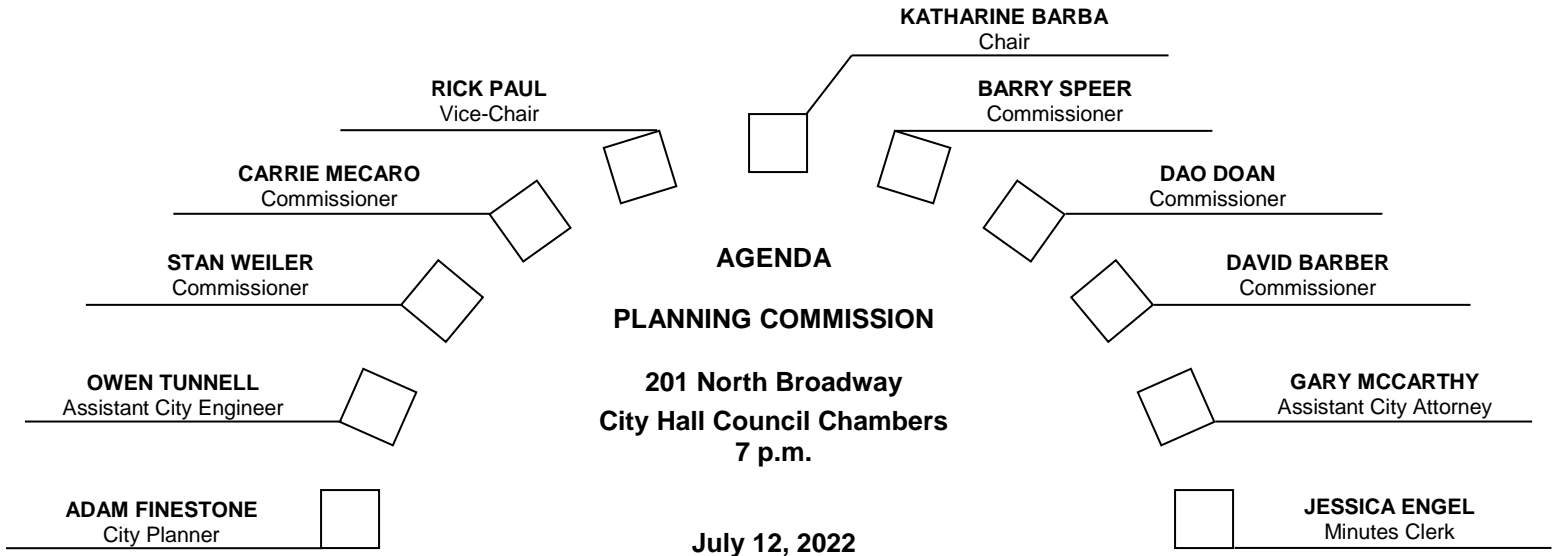 KATHARINE BARBA
Chair
RICK PAUL
Vice-Chair
BARRY SPEER
Commissioner
CARRIE MECARO
Commissioner
DAO DOAN
Commissioner
STAN WEILER
Commissioner
AGENDA
DAVID BARBER
Commissioner
PLANNING COMMISSION
OWEN TUNNELL
Assistant City Engineer
201 North Broadway
City Hall Council Chambers
7 p.m.
GARY MCCARTHY
Assistant City Attorney
ADAM FINESTONE
City Planner
July 12, 2022
JESSICA ENGEL
Minutes Clerk